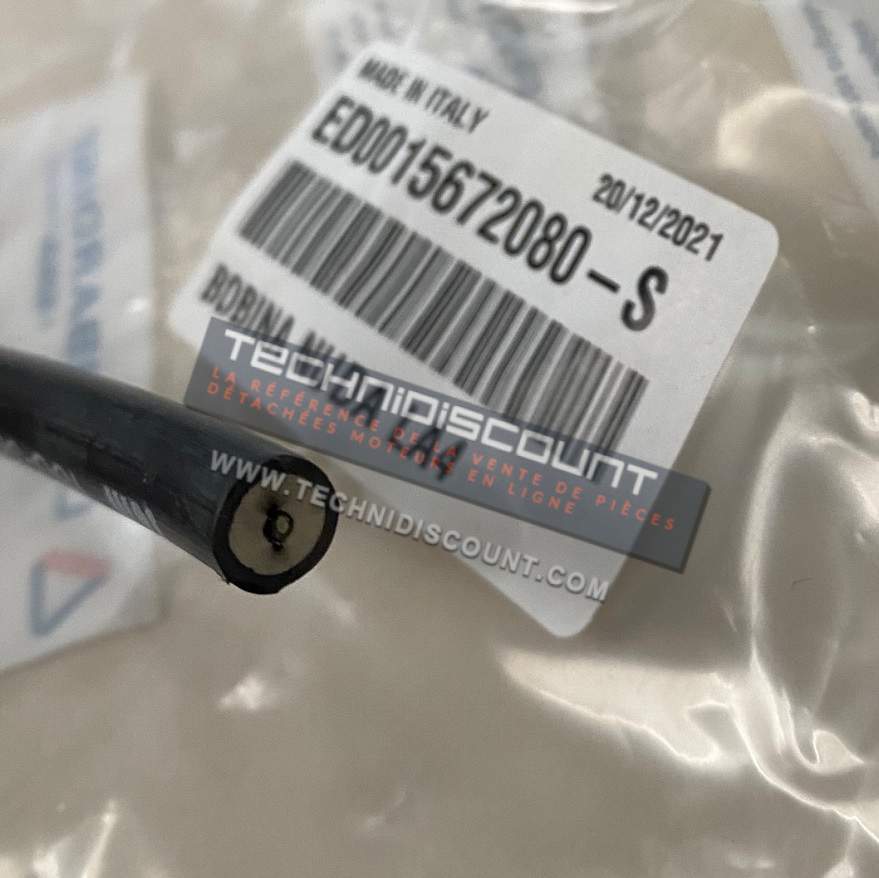 MADE IN ITALY
20/12/2021
ED0015672080-S
BOBINA
TECHNIDISCOUNT
LA RÉFÉRENCE DE LA VENTE DE PIÈCES
DÉTACHÉES MOTEURS EN LIGNE
WWW.TECHNIDISCOUNT.COM